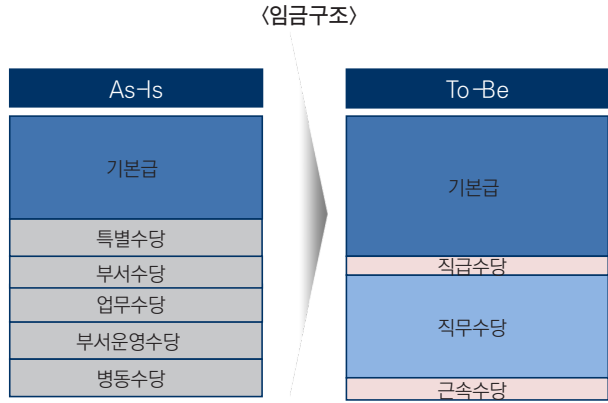 〈임금구조〉
As-Is
기본급
특별수당
부서수당
업무수당
부서운영수당
병동수당
To-Be
기본급
직급수당
직무수당
근속수당